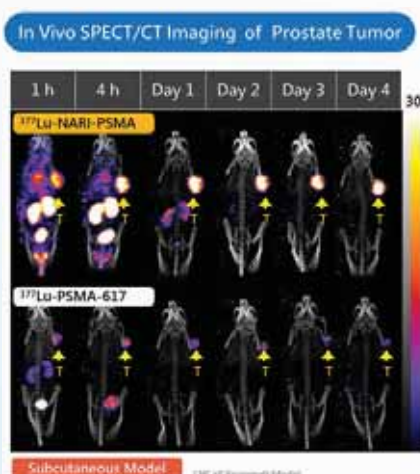 In Vivo SPECT/CT Imaging of Prostate Tumor
1 h 4 h Day 1 Day 2 Day 3 Day 4
30
¹⁷⁷Lu-NARI-PSMA
T T T T T T
¹⁷⁷Lu-PSMA-617
T T T T T T
Subcutaneous Model